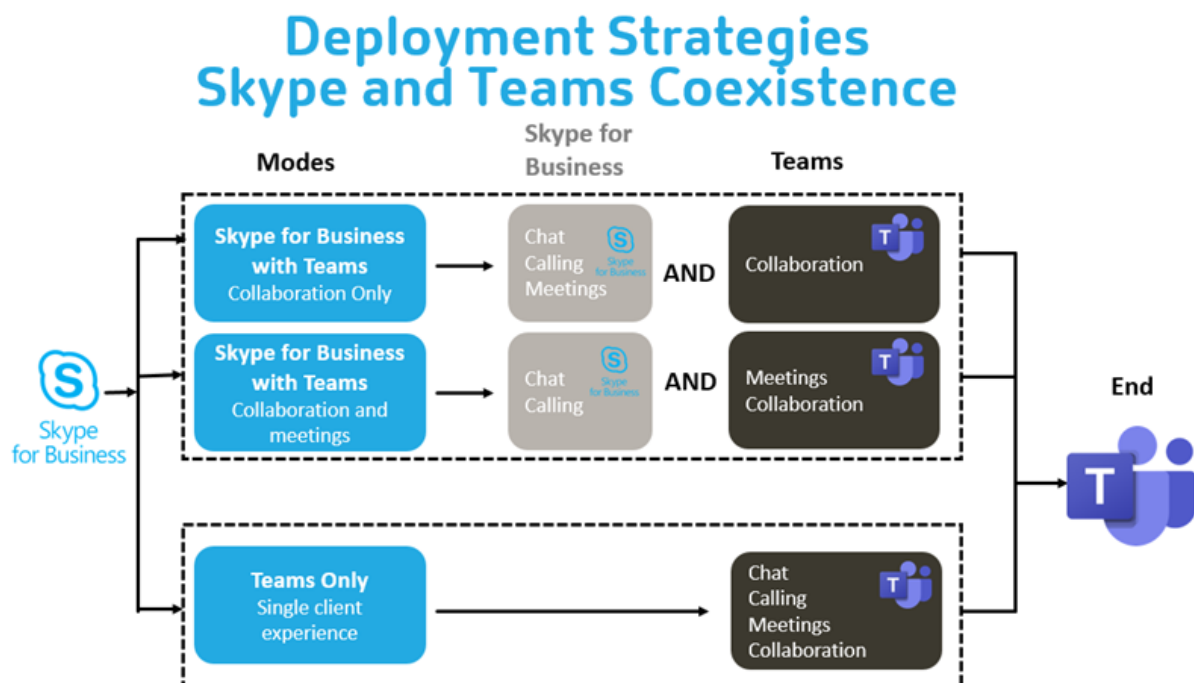 Deployment Strategies
Skype and Teams Coexistence
Modes
Skype for
Business
Teams
Skype for Business
with Teams
Collaboration Only
Chat
Calling
Meetings
S
Skype
for Business
AND
Collaboration
T
Skype for Business
with Teams
Collaboration and
meetings
Chat
Calling
S
Skype
for Business
AND
Meetings
Collaboration
T
S
Skype
for Business
End
T
Teams Only
Single client
experience
Chat
Calling
Meetings
Collaboration
T